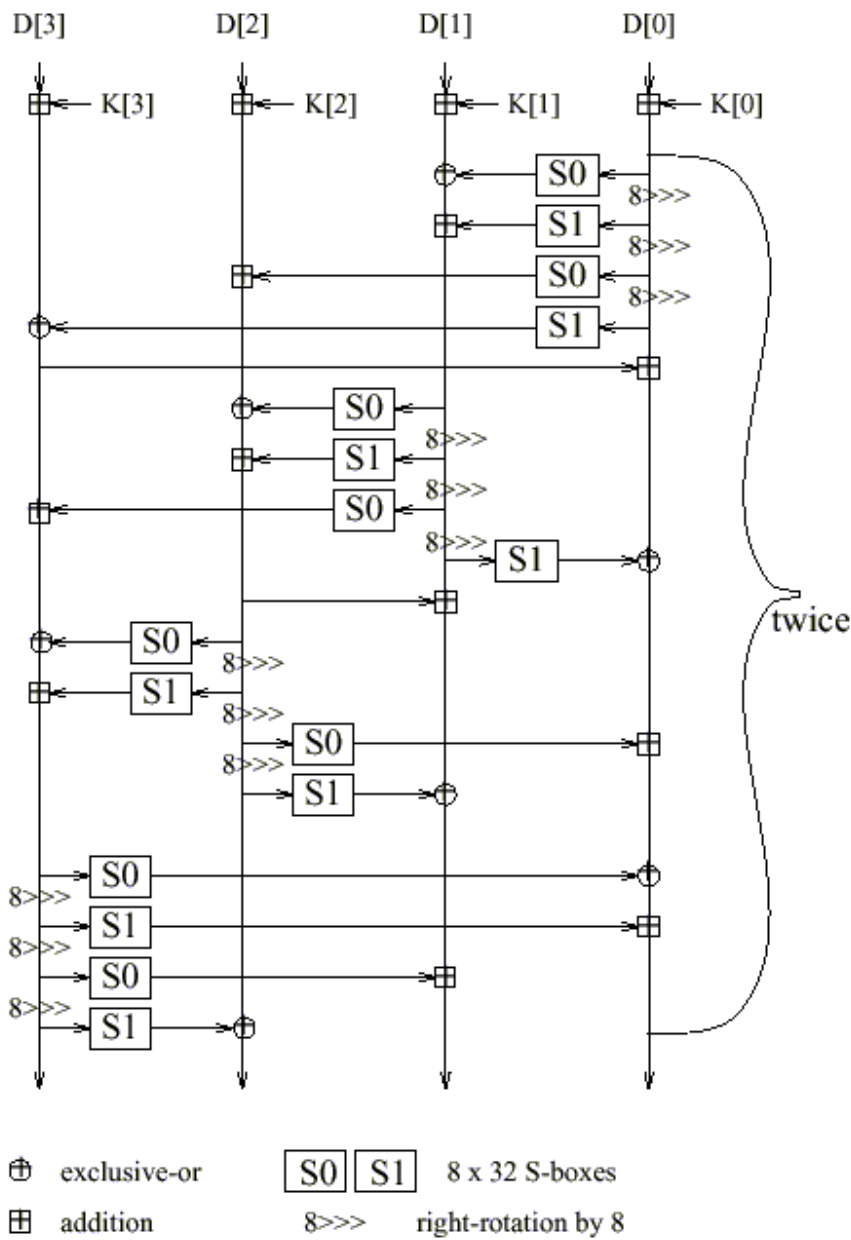 D[3] D[2] D[1] D[0]
K[3] K[2] K[1] K[0]
S0
8>>>
S1
8>>>
S0
8>>>
S1
S0
8>>>
S1
8>>>
S0
8>>>
S1
twice
S0
8>>>
S1
8>>>
S0
8>>>
S1
S0
8>>>
S1
8>>>
S0
8>>>
S1
exclusive-or S0 S1 8 x 32 S-boxes
addition 8>>> right-rotation by 8